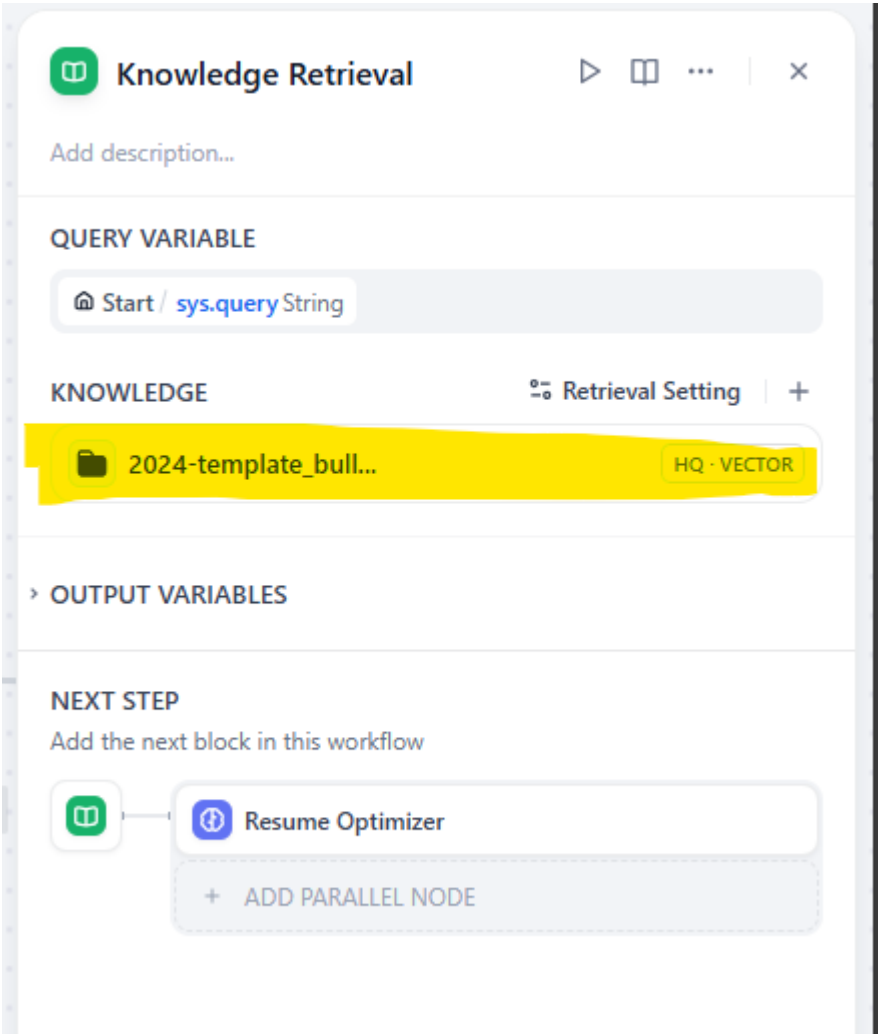 Knowledge Retrieval
Add description...
QUERY VARIABLE
Start / sys.query String
KNOWLEDGE
Retrieval Setting
2024-template_bull...
HQ · VECTOR
OUTPUT VARIABLES
NEXT STEP
Add the next block in this workflow
Resume Optimizer
+ ADD PARALLEL NODE